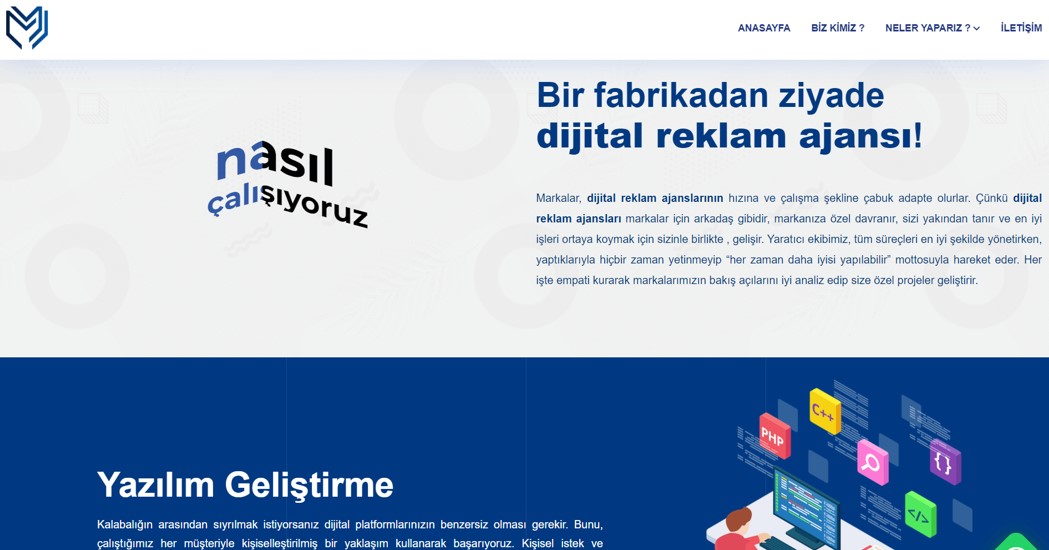 ANASAYFA BİZ KİMİZ ? NELER YAPARIZ ? İLETİŞİM
nasıl
çalışıyoruz
Bir fabrikadan ziyade
dijital reklam ajansı!
Markalar, dijital reklam ajanslarının hızına ve çalışma şekline çabuk adapte olurlar. Çünkü dijital
reklam ajansları markalar için arkadaş gibidir, markanıza özel davranır, sizi yakından tanır ve en iyi
işleri ortaya koymak için sizinle birlikte , gelişir. Yaratıcı ekibimiz, tüm süreçleri en iyi şekilde yönetirken,
yaptıklarıyla hiçbir zaman yetinmeyip “her zaman daha iyisi yapılabilir” mottosuyla hareket eder. Her
işte empati kurarak markalarımızın bakış açılarını iyi analiz edip size özel projeler geliştirir.
C++
PHP
{ }
</>
Yazılım Geliştirme
Kalabalığın arasından sıyrılmak istiyorsanız dijital platformlarınızın benzersiz olması gerekir. Bunu,
çalıştığımız her müşteriyle kişiselleştirilmiş bir yaklaşım kullanarak başarıyoruz. Kişisel istek ve